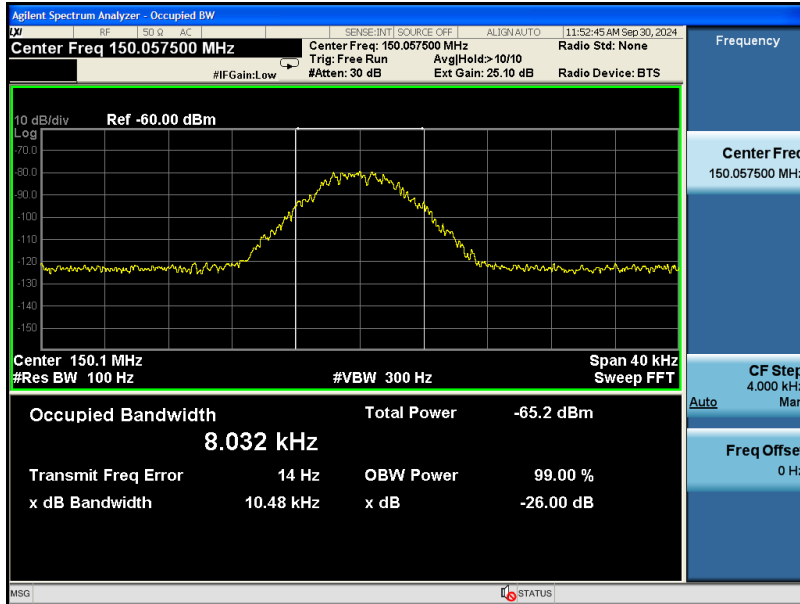 Agilent Spectrum Analyzer - Occupied BW
LXI RF 50 Ω AC SENSE:INT SOURCE OFF ALIGN AUTO 11:52:45 AM Sep 30, 2024
Center Freq 150.057500 MHz
Center Freq: 150.057500 MHz
Radio Std: None
Trig: Free Run
Avg|Hold:>10/10
#IFGain:Low
#Atten: 30 dB
Ext Gain: 25.10 dB
Radio Device: BTS
10 dB/div
Ref -60.00 dBm
Log
-70.0
-80.0
-90.0
-100
-110
-120
-130
-140
-150
Center 150.1 MHz
Span 40 kHz
#Res BW 100 Hz
#VBW 300 Hz
Sweep FFT
Occupied Bandwidth
Total Power
-65.2 dBm
8.032 kHz
Transmit Freq Error
14 Hz
OBW Power
99.00 %
x dB Bandwidth
10.48 kHz
x dB
-26.00 dB
MSG
STATUS
Frequency
Center Freq
150.057500 MHz
CF Step
4.000 kHz
Auto
Man
Freq Offset
0 Hz